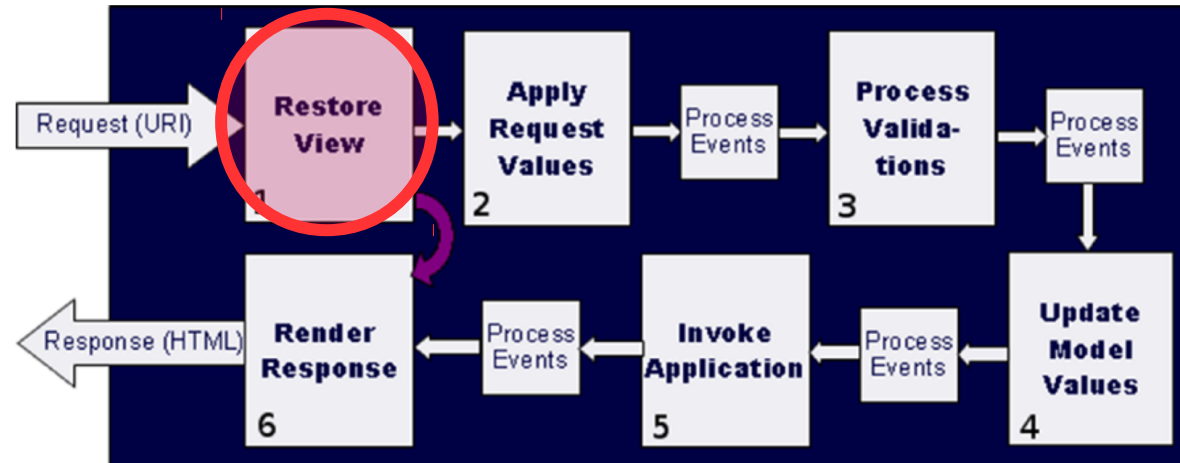 Request (URI)
Restore
View
1
Apply
Request
Values
2
Process
Events
Process
Valida-
tions
3
Process
Events
Response (HTML)
Render
Response
6
Process
Events
Invoke
Application
5
Process
Events
Update
Model
Values
4